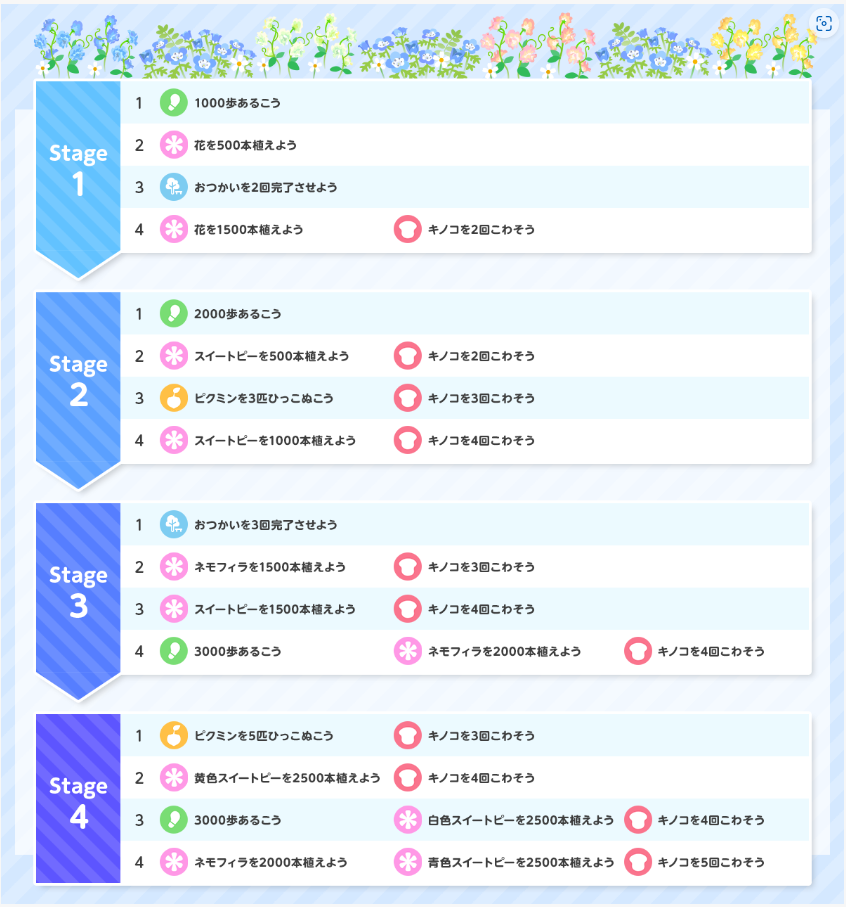 Stage 1
1 1000歩あるこう
2 花を500本植えよう
3 おつかいを2回完了させよう
4 花を1500本植えよう キノコを2回こわそう
Stage 2
1 2000歩あるこう
2 スイートピーを500本植えよう キノコを2回こわそう
3 ピクミンを3匹ひっこぬこう キノコを3回こわそう
4 スイートピーを1000本植えよう キノコを4回こわそう
Stage 3
1 おつかいを3回完了させよう
2 ネモフィラを1500本植えよう キノコを3回こわそう
3 スイートピーを1500本植えよう キノコを4回こわそう
4 3000歩あるこう ネモフィラを2000本植えよう キノコを4回こわそう
Stage 4
1 ピクミンを5匹ひっこぬこう キノコを3回こわそう
2 黄色スイートピーを2500本植えよう キノコを4回こわそう
3 3000歩あるこう 白色スイートピーを2500本植えよう キノコを4回こわそう
4 ネモフィラを2000本植えよう 青色スイートピーを2500本植えよう キノコを5回こわそう